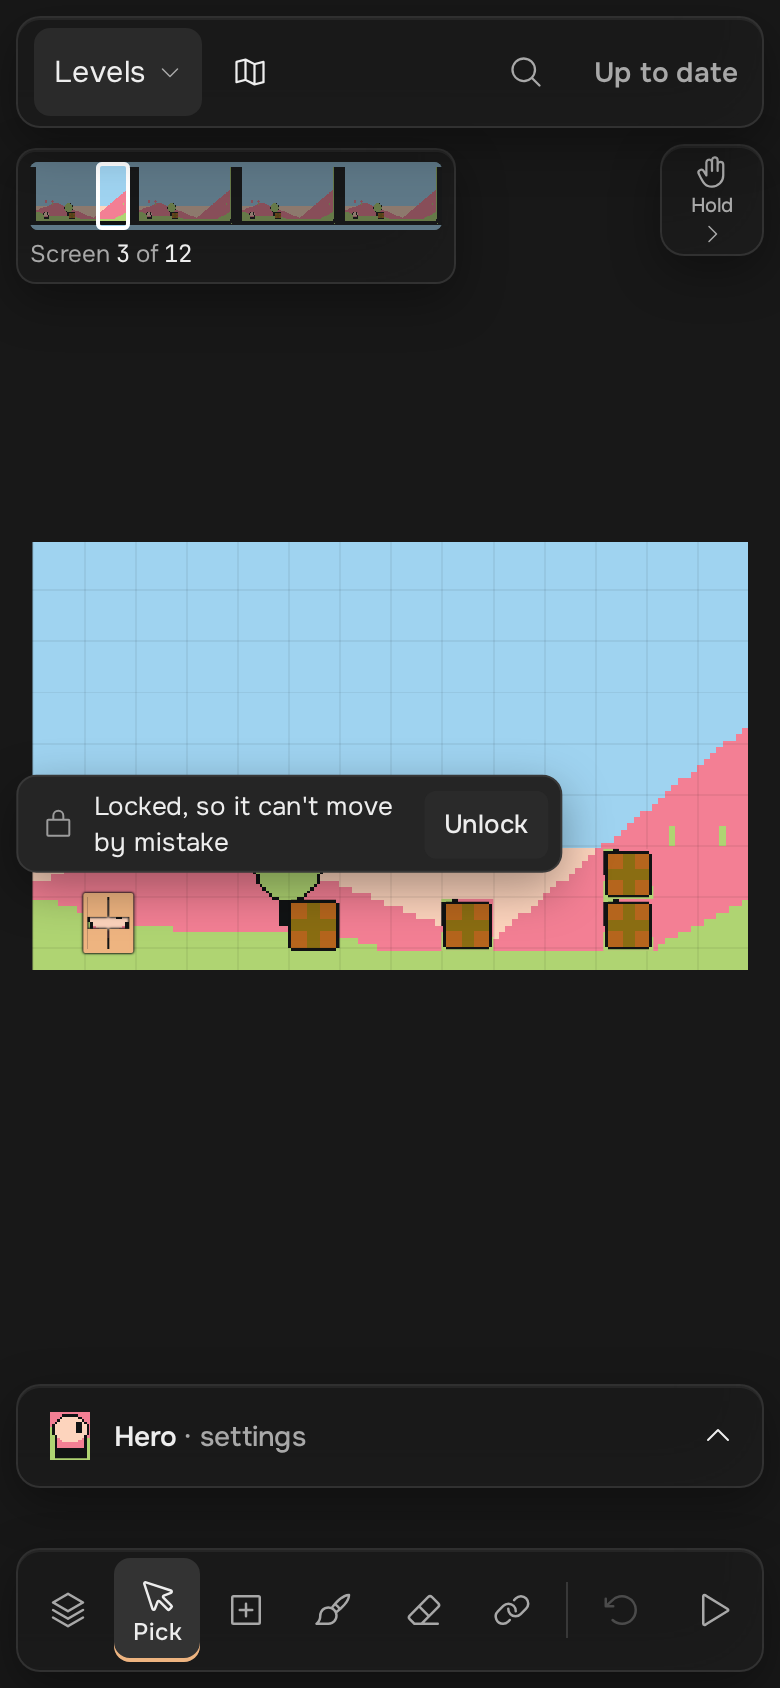 Levels
Up to date
Screen 3 of 12
Hold
Locked, so it can't move
by mistake
Unlock
Hero · settings
Pick